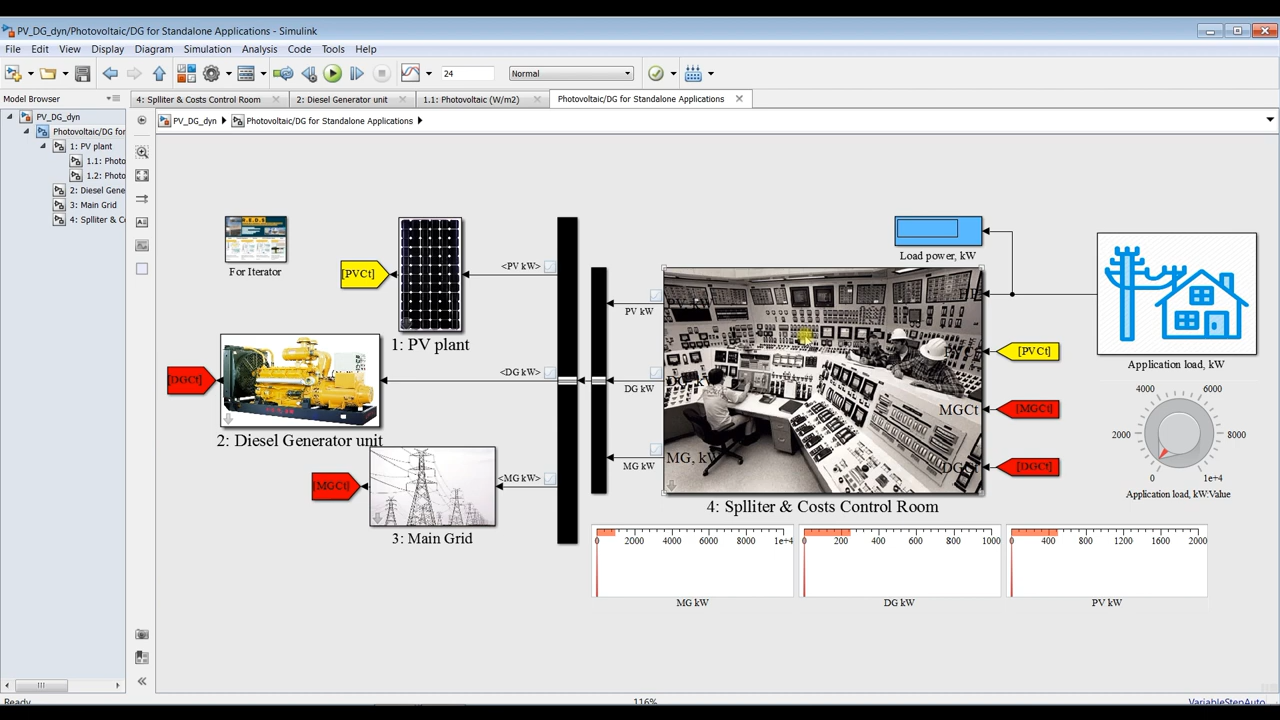 PV_DG_dyn/Photovoltaic/DG for Standalone Applications - Simulink
File Edit View Display Diagram Simulation Analysis Code Tools Help
24
Normal
Model Browser
4: Splliter & Costs Control Room
2: Diesel Generator unit
1.1: Photovoltaic (W/m2)
Photovoltaic/DG for Standalone Applications
PV_DG_dyn
Photovoltaic/DG for
1: PV plant
1.1: Photo
1.2: Photo
2: Diesel Gene
3: Main Grid
4: Splliter & C
PV_DG_dyn
Photovoltaic/DG for Standalone Applications
For Iterator
[PVCt]
<PV kW>
1: PV plant
[DGCt]
<DG kW>
2: Diesel Generator unit
[MGCt]
<MG kW>
3: Main Grid
PV kW
DG kW
MG kW
MG, kW
MGCt
4: Splliter & Costs Control Room
Load power, kW
[PVCt]
[MGCt]
[DGCt]
Application load, kW
0
2000
4000
6000
8000
1e+4
Application load, kW:Value
0 2000 4000 6000 8000 1e+4
MG kW
0 200 400 600 800 1000
DG kW
0 400 800 1200 1600 2000
PV kW
Ready
116%
VariableStepAuto